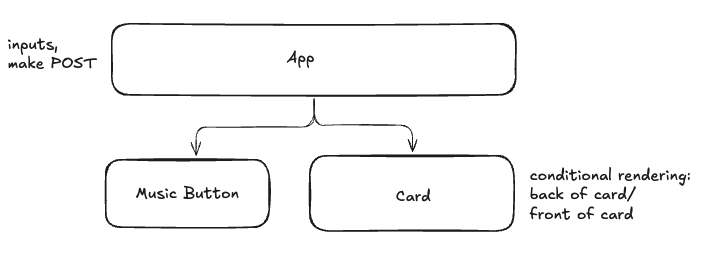 inputs,
make POST
App
Music Button
Card
conditional rendering:
back of card/
front of card